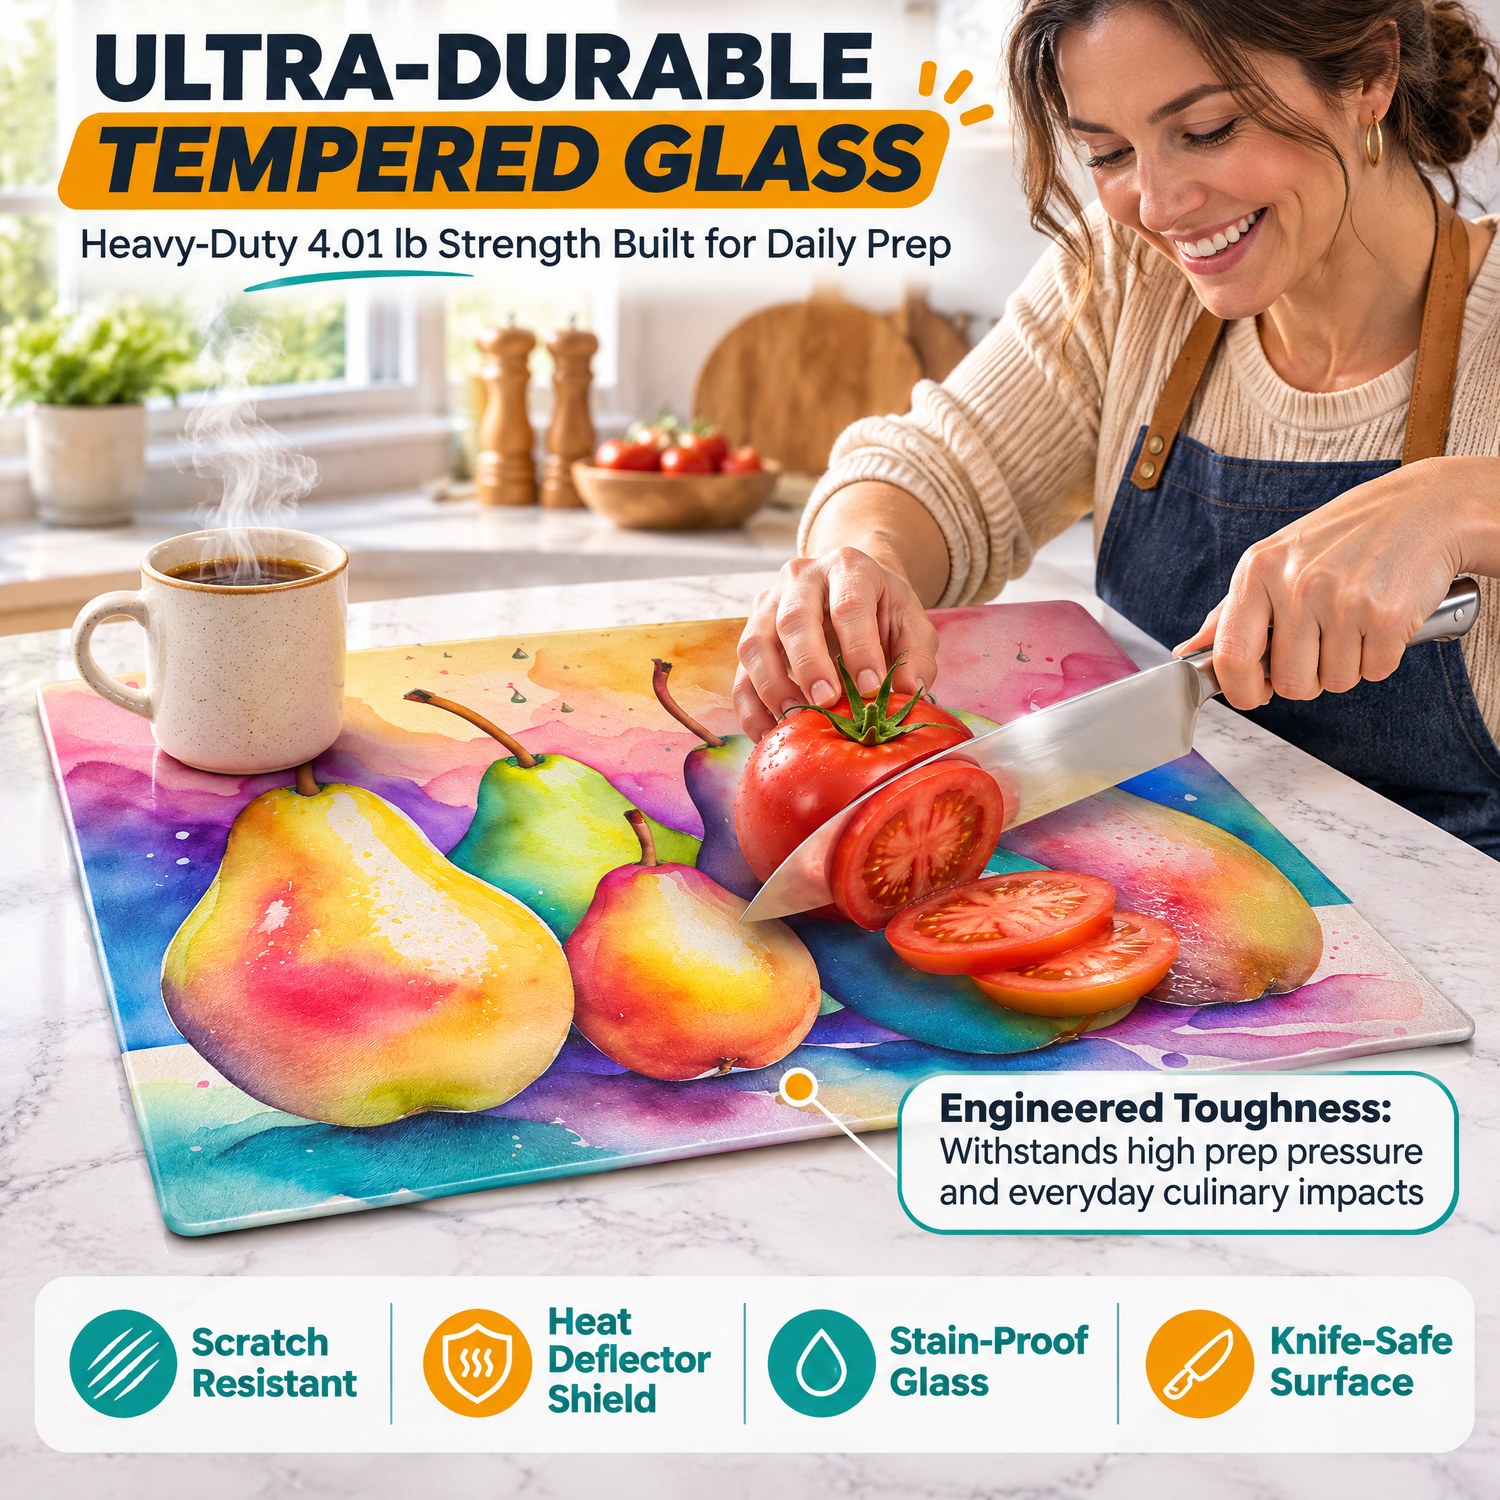 ULTRA-DURABLE
TEMPERED GLASS
Heavy-Duty 4.01 lb Strength Built for Daily Prep
Engineered Toughness:
Withstands high prep pressure
and everyday culinary impacts
Scratch
Resistant
Heat
Deflector
Shield
Stain-Proof
Glass
Knife-Safe
Surface